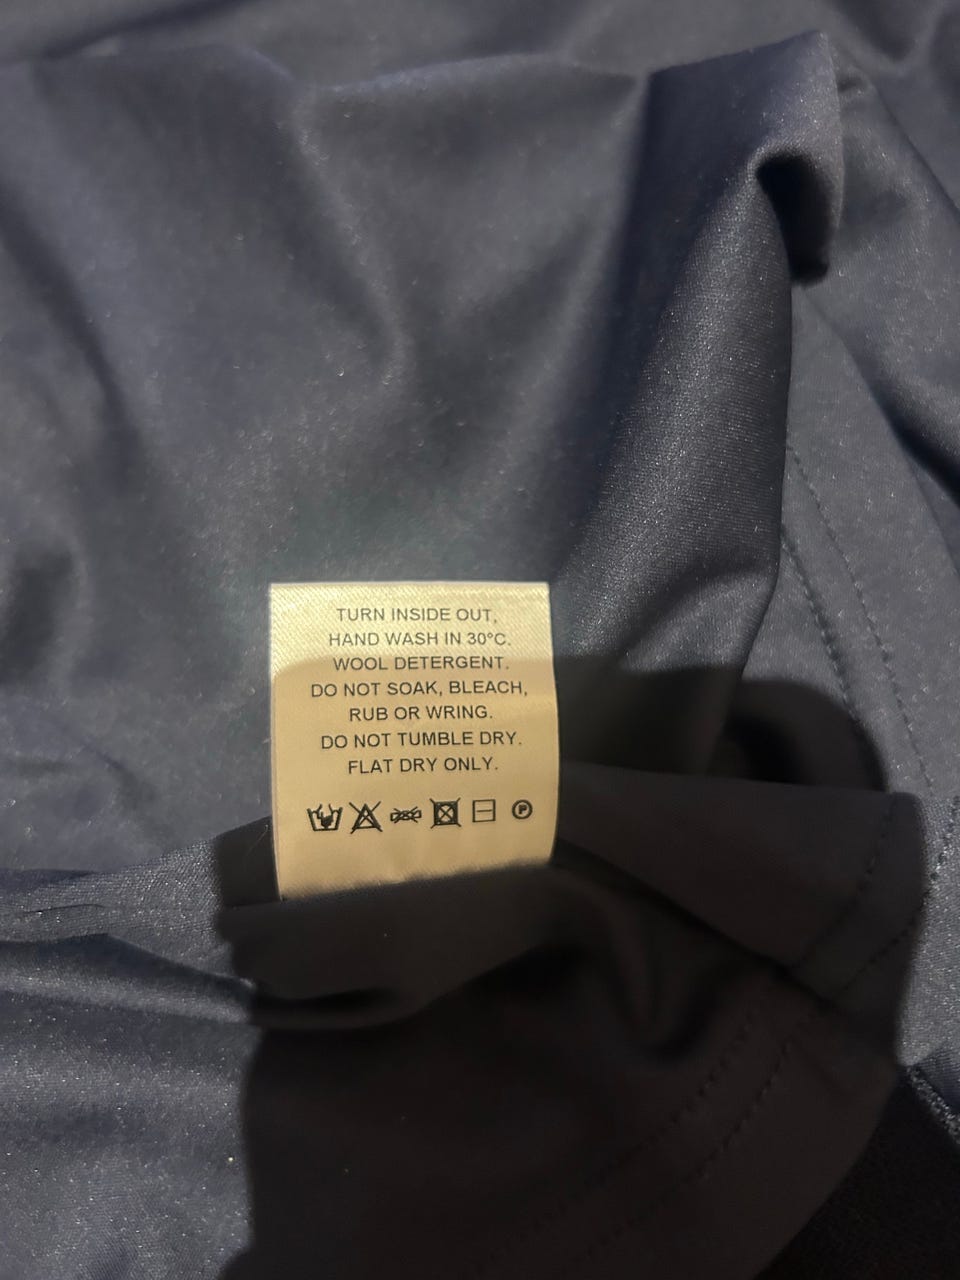 TURN INSIDE OUT,
HAND WASH IN 30°C.
WOOL DETERGENT.
DO NOT SOAK, BLEACH,
RUB OR WRING.
DO NOT TUMBLE DRY.
FLAT DRY ONLY.
P